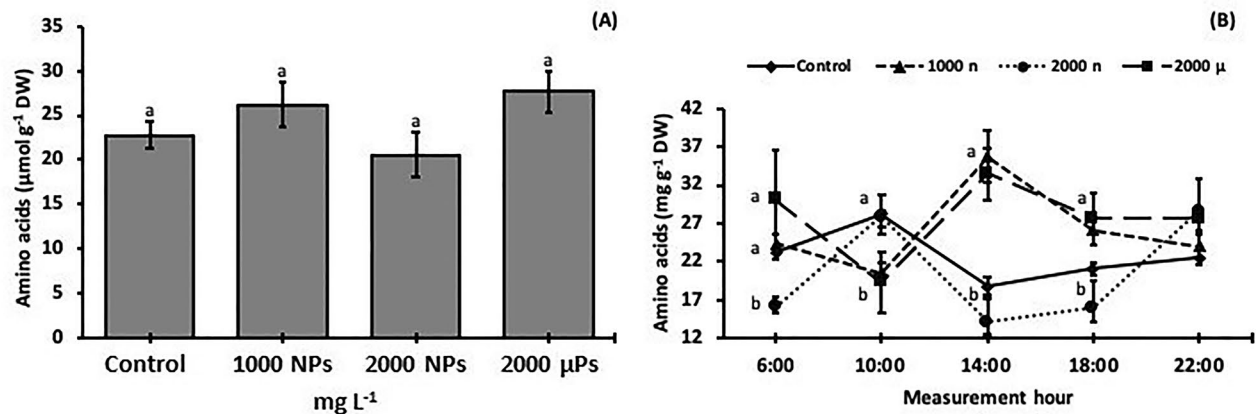 (A)
Amino acids (µmol g⁻¹ DW)
35
30
25
20
15
10
5
0
a
a
a
a
Control 1000 NPs 2000 NPs 2000 µPs
mg L⁻¹
(B)
Control 1000 n 2000 n 2000 µ
Amino acids (mg g⁻¹ DW)
42
37
32
27
22
17
12
a
a
b
a
b
a
b
a
b
6:00 10:00 14:00 18:00 22:00
Measurement hour